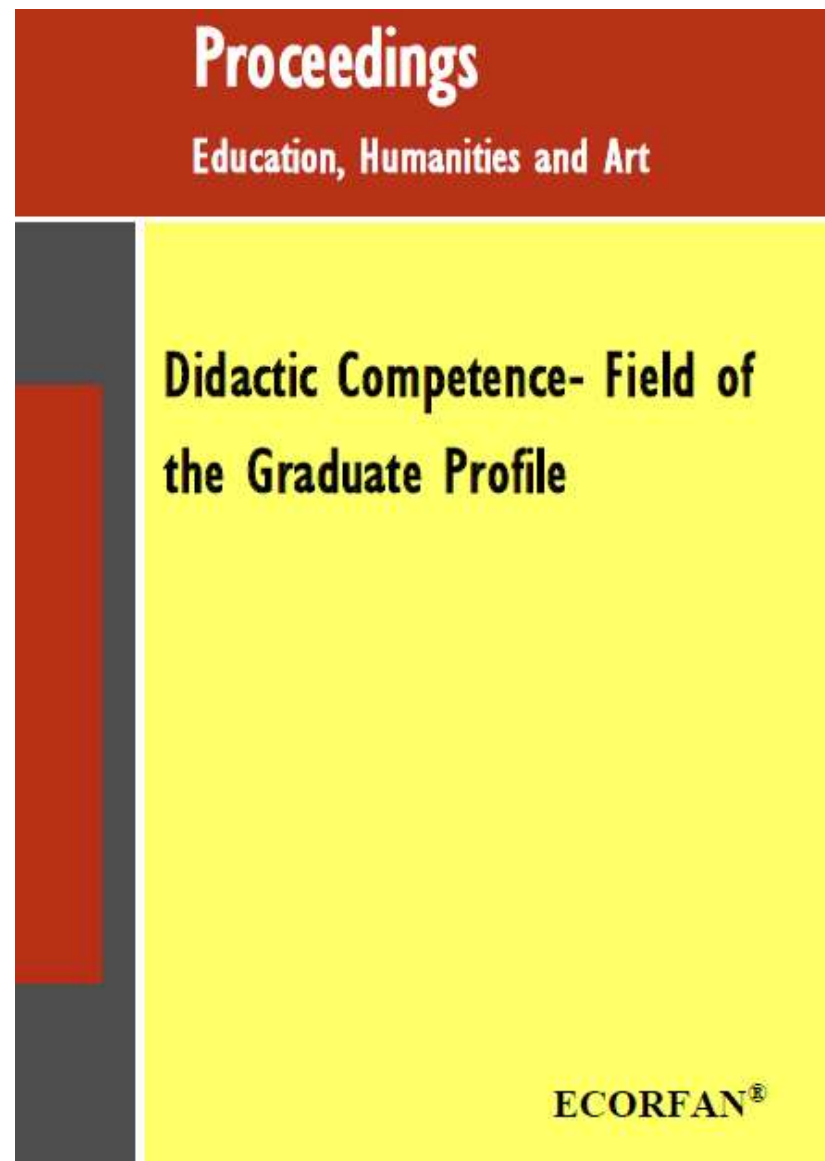 Proceedings
Education, Humanities and Art
Didactic Competence- Field of
the Graduate Profile
ECORFAN®